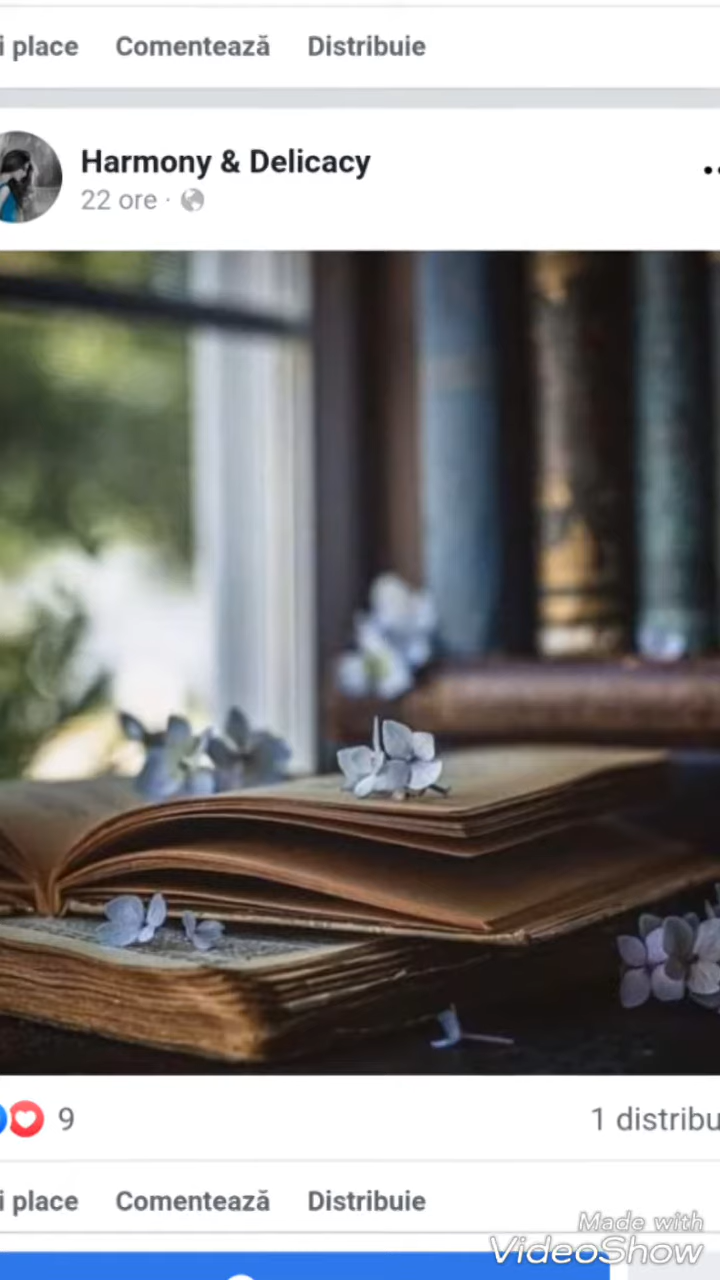 i place Comentează Distribuie
Harmony & Delicacy
22 ore ·
9
1 distribu
i place Comentează Distribuie
Made with
VideoShow